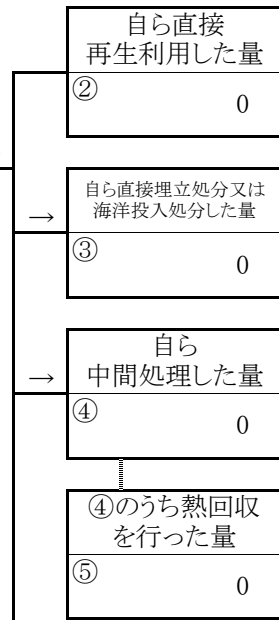 自ら直接
再生利用した量
②
0
→
自ら直接埋立処分又は
海洋投入処分した量
③
0
→
自ら
中間処理した量
④
0
④のうち熱回収
を行った量
⑤
0